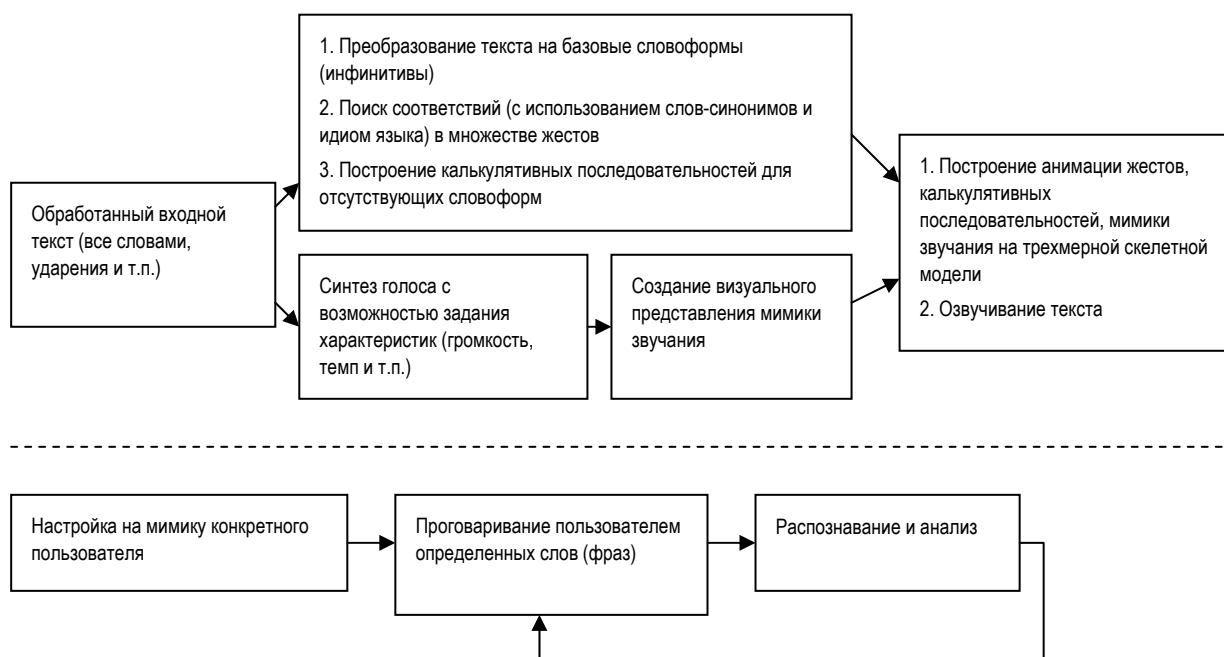 1. Преобразование текста на базовые словоформы
(инфинитивы)
2. Поиск соответствий (с использованием слов-синонимов и
идиом языка) в множестве жестов
3. Построение калькулятивных последовательностей для
отсутствующих словоформ
Обработанный входной
текст (все словами,
ударения и т.п.)
Синтез голоса с
возможностью задания
характеристик (громкость,
темп и т.п.)
Создание визуального
представления мимики
звучания
1. Построение анимации жестов,
калькулятивных
последовательностей, мимики
звучания на трехмерной скелетной
модели
2. Озвучивание текста
Настройка на мимику конкретного
пользователя
Проговаривание пользователем
определенных слов (фраз)
Распознавание и анализ